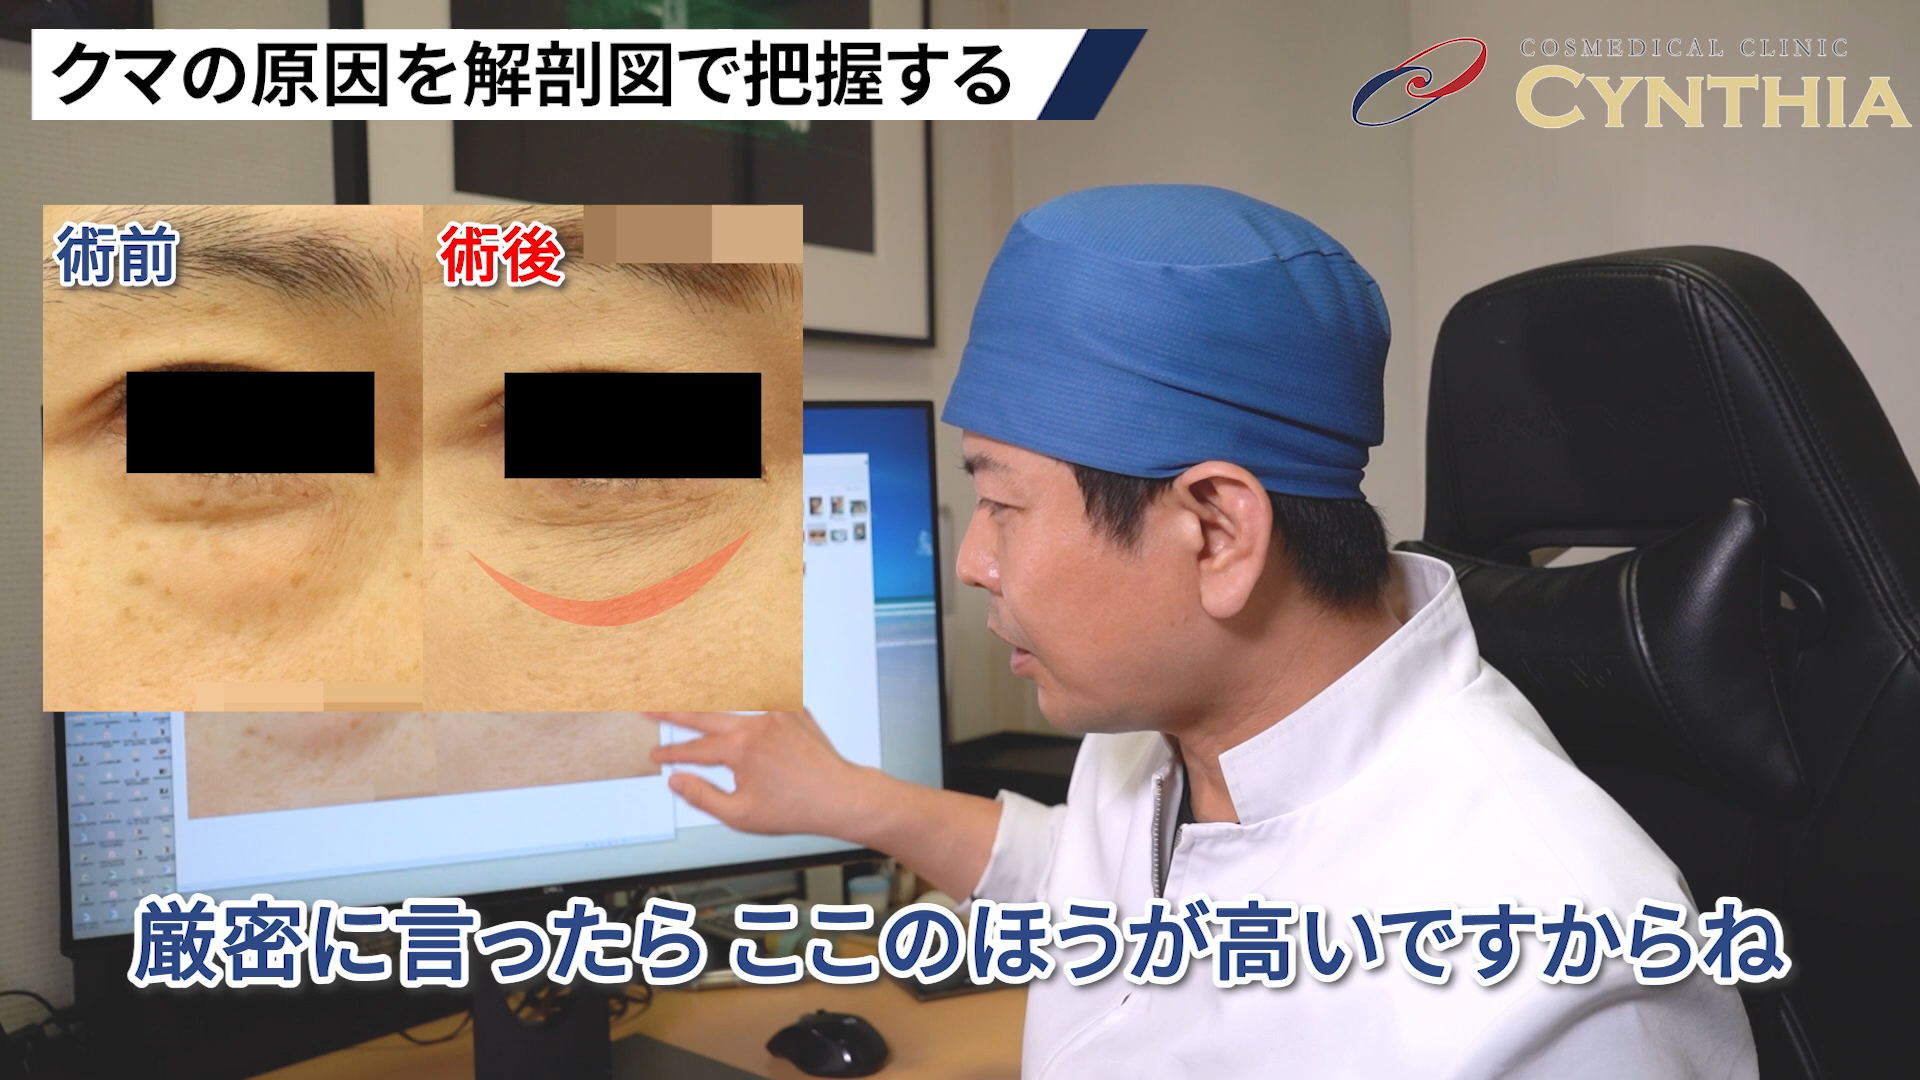 クマの原因を解剖図で把握する
COSMEDICAL CLINIC
CYNTHIA
術前
術後
厳密に言ったら ここのほうが高いですからね
DELL